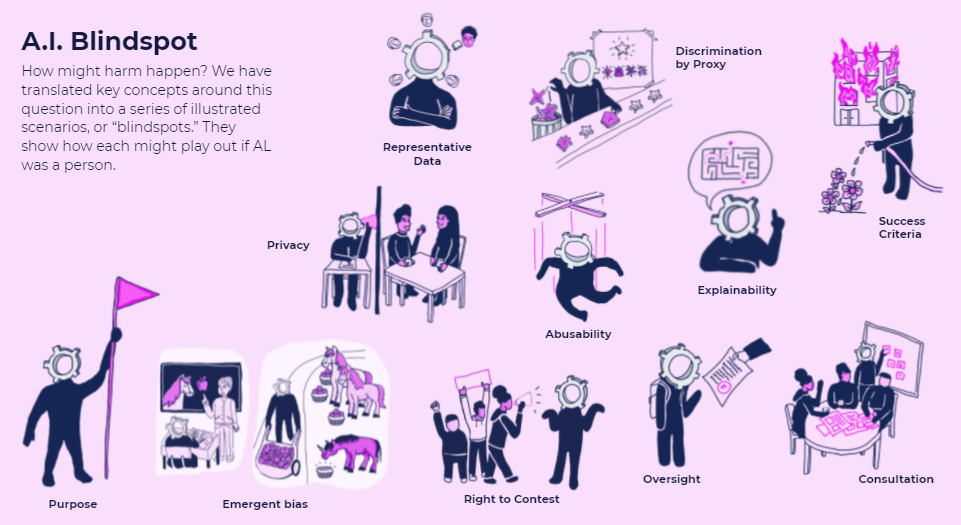 A.I. Blindspot
How might harm happen? We have
translated key concepts around this
question into a series of illustrated
scenarios, or “blindspots.” They
show how each might play out if AL
was a person.
Representative
Data
Discrimination
by Proxy
Success
Criteria
Privacy
Abusability
Explainability
Purpose
Emergent bias
Right to Contest
Oversight
Consultation